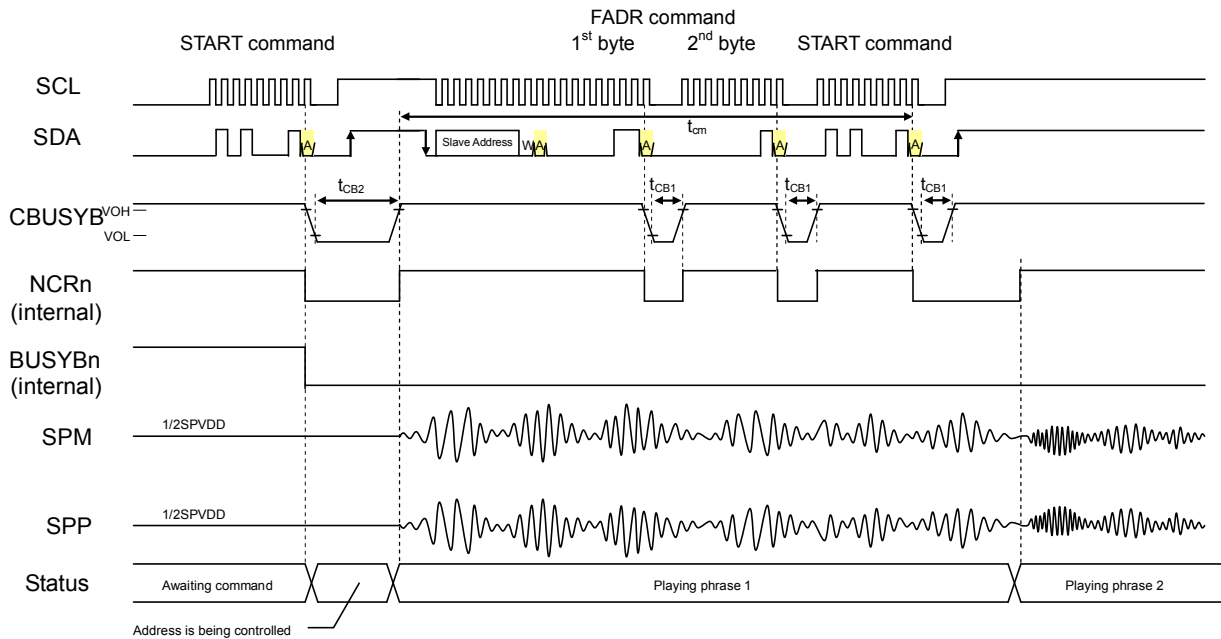 FADR command
START command 1st byte 2nd byte START command
SCL
tcm
SDA A Slave Address W A A A A
tCB2 tCB1 tCB1 tCB1
CBUSYB VOH
VOL
NCRn
(internal)
BUSYBn
(internal)
SPM 1/2SPVDD
SPP 1/2SPVDD
Status Awaiting command Playing phrase 1 Playing phrase 2
Address is being controlled